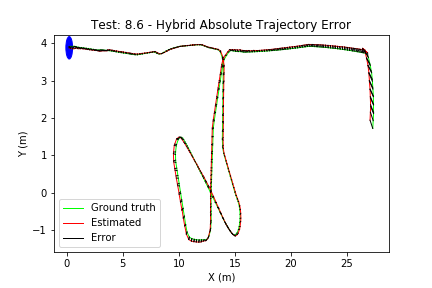 Test: 8.6 - Hybrid Absolute Trajectory Error
4
3
2
1
0
−1
Y (m)
Ground truth
Estimated
Error
0 5 10 15 20 25
X (m)